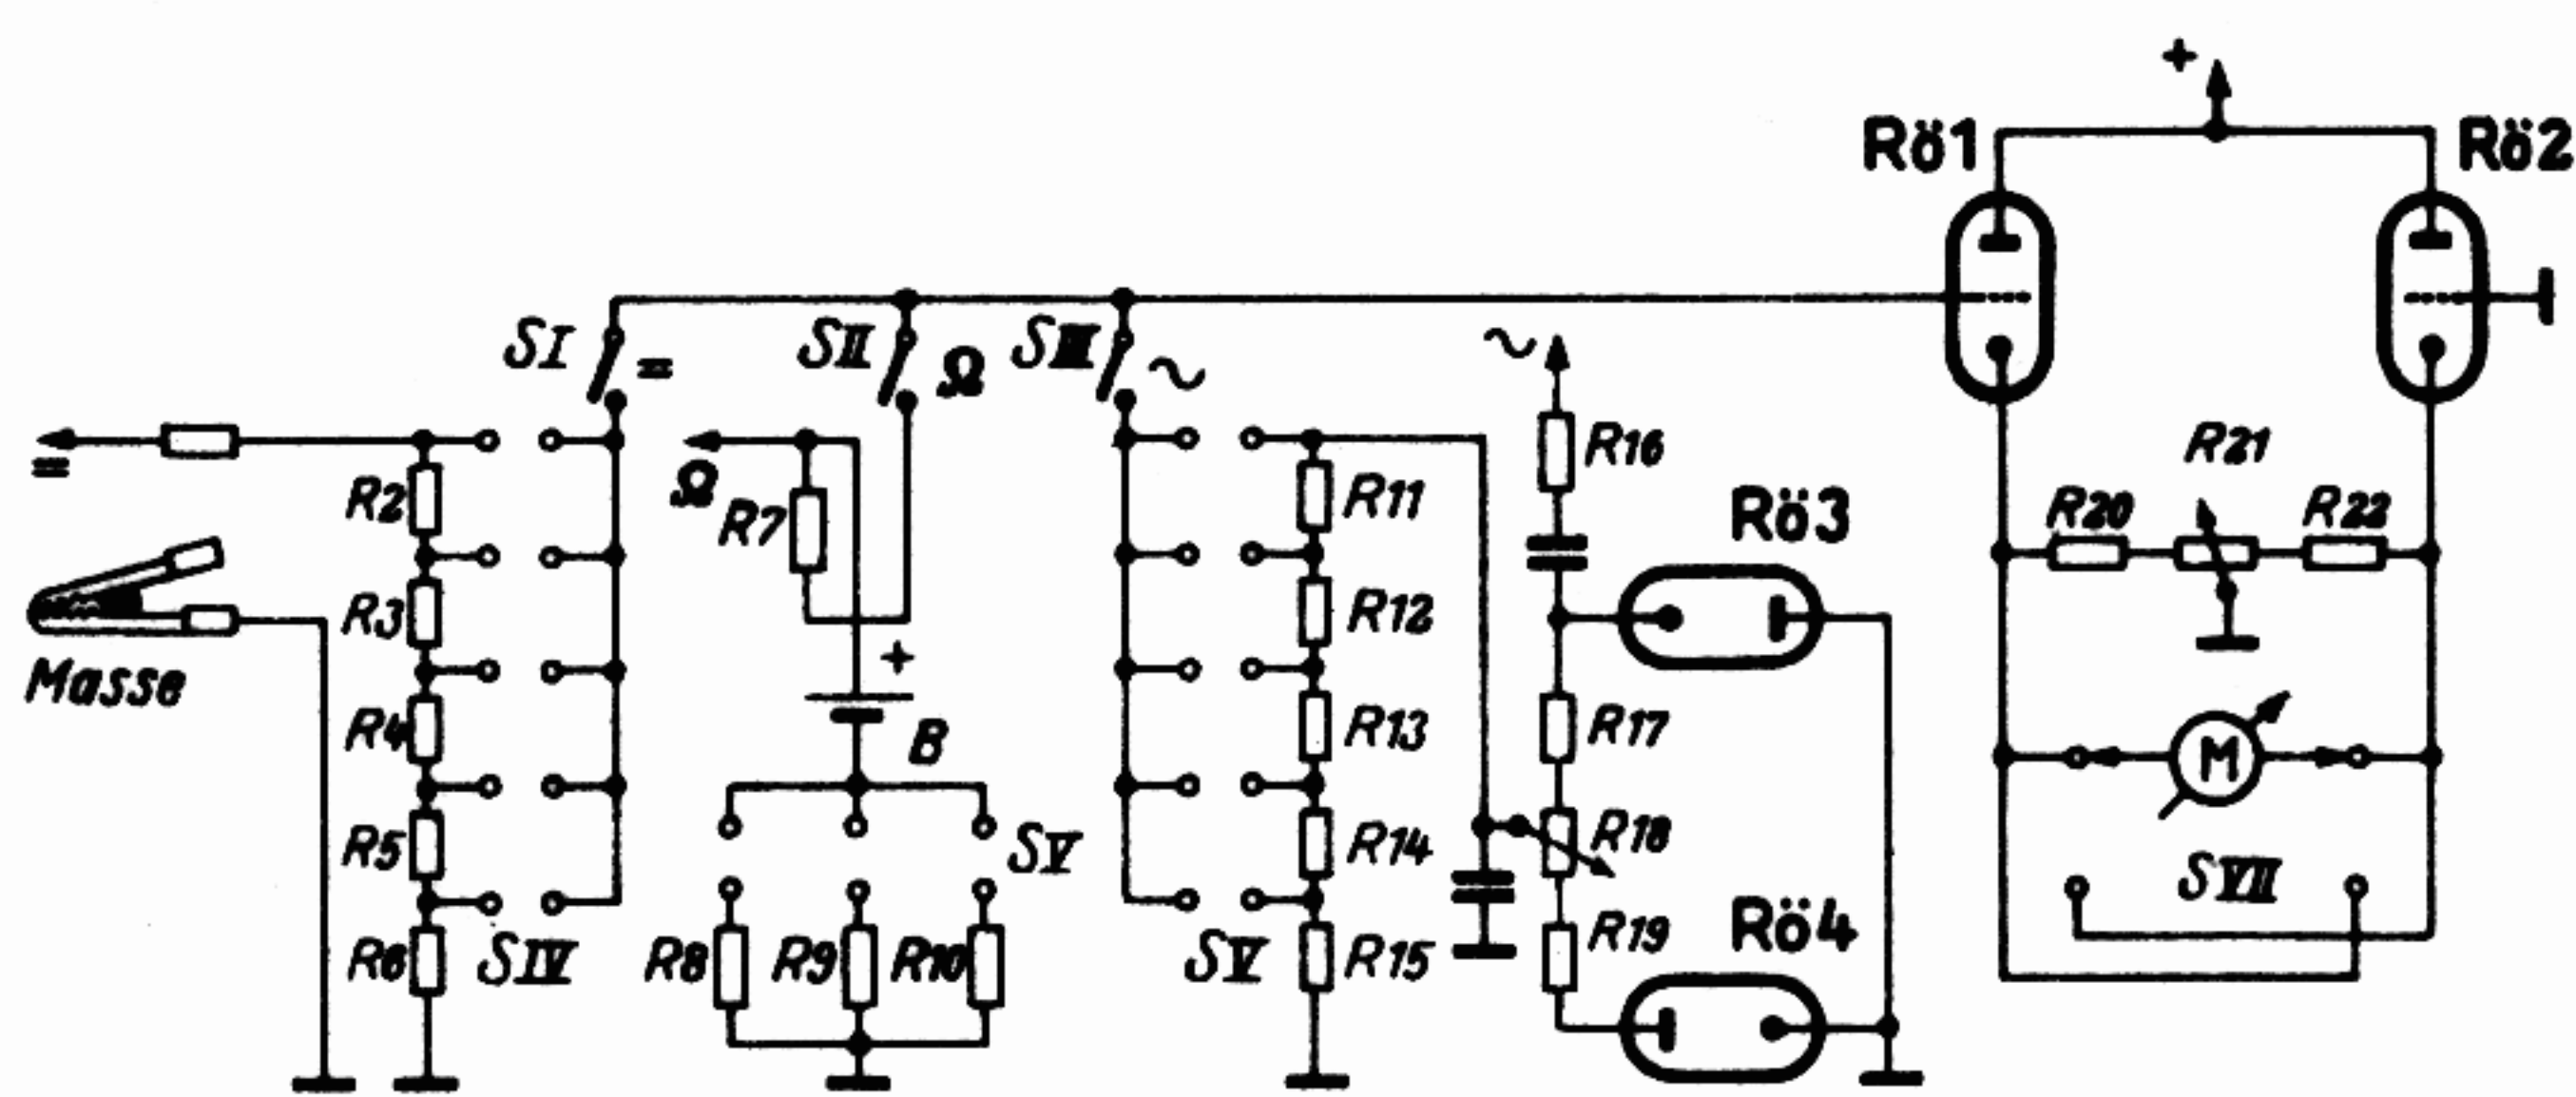 +
Rö1
Rö2
SI
=
SII
Ω
SIII
~
~
=
R2
Ω
R7
R11
R16
Rö3
R20
R21
R22
Masse
R3
R12
+
B
R4
R13
R17
M
R5
SV
R14
R18
SVII
R6
SIV
R8
R9
R10
SV
R15
R19
Rö4